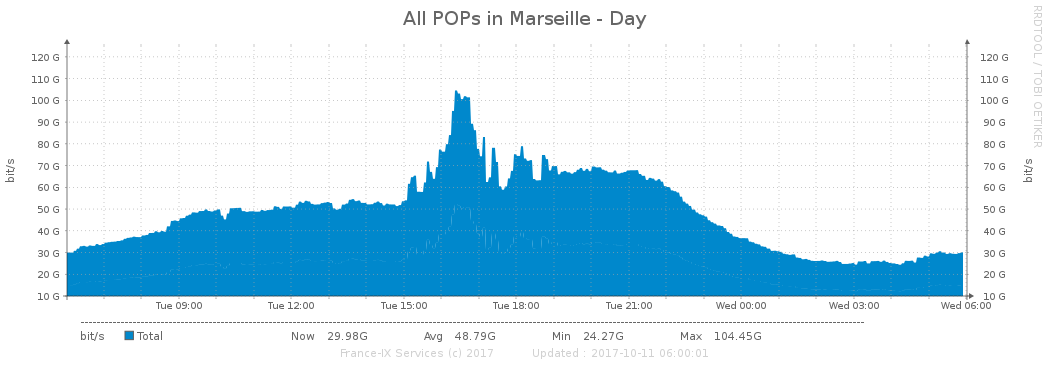 All POPs in Marseille - Day
RRDTOOL / TOBI OETIKER
bit/s
120 G
110 G
100 G
90 G
80 G
70 G
60 G
50 G
40 G
30 G
20 G
10 G
120 G
110 G
100 G
90 G
80 G
70 G
60 G
50 G
40 G
30 G
20 G
10 G
bit/s
Tue 09:00 Tue 12:00 Tue 15:00 Tue 18:00 Tue 21:00 Wed 00:00 Wed 03:00 Wed 06:00
bit/s Total Now 29.98G Avg 48.79G Min 24.27G Max 104.45G
France-IX Services (c) 2017 Updated : 2017-10-11 06:00:01